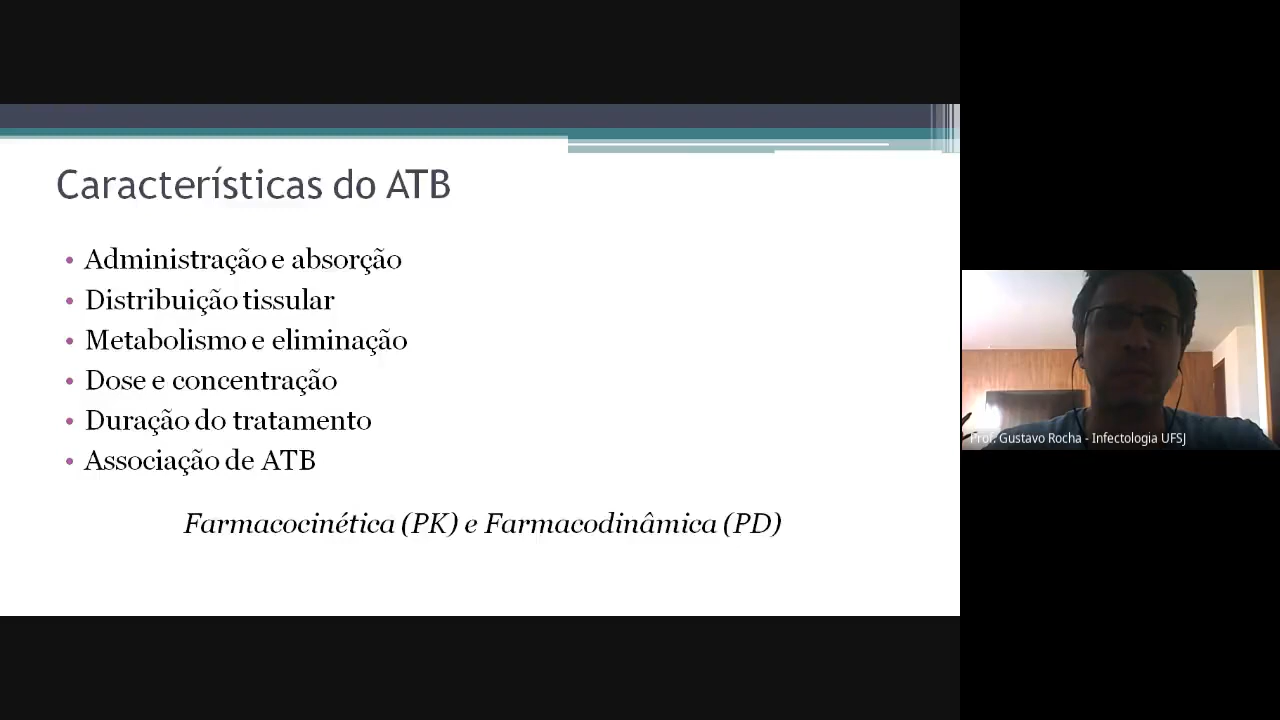 Características do ATB
• Administração e absorção
• Distribuição tissular
• Metabolismo e eliminação
• Dose e concentração
• Duração do tratamento
• Associação de ATB
Farmacocinética (PK) e Farmacodinâmica (PD)
Prof. Gustavo Rocha - Infectologia UFSJ